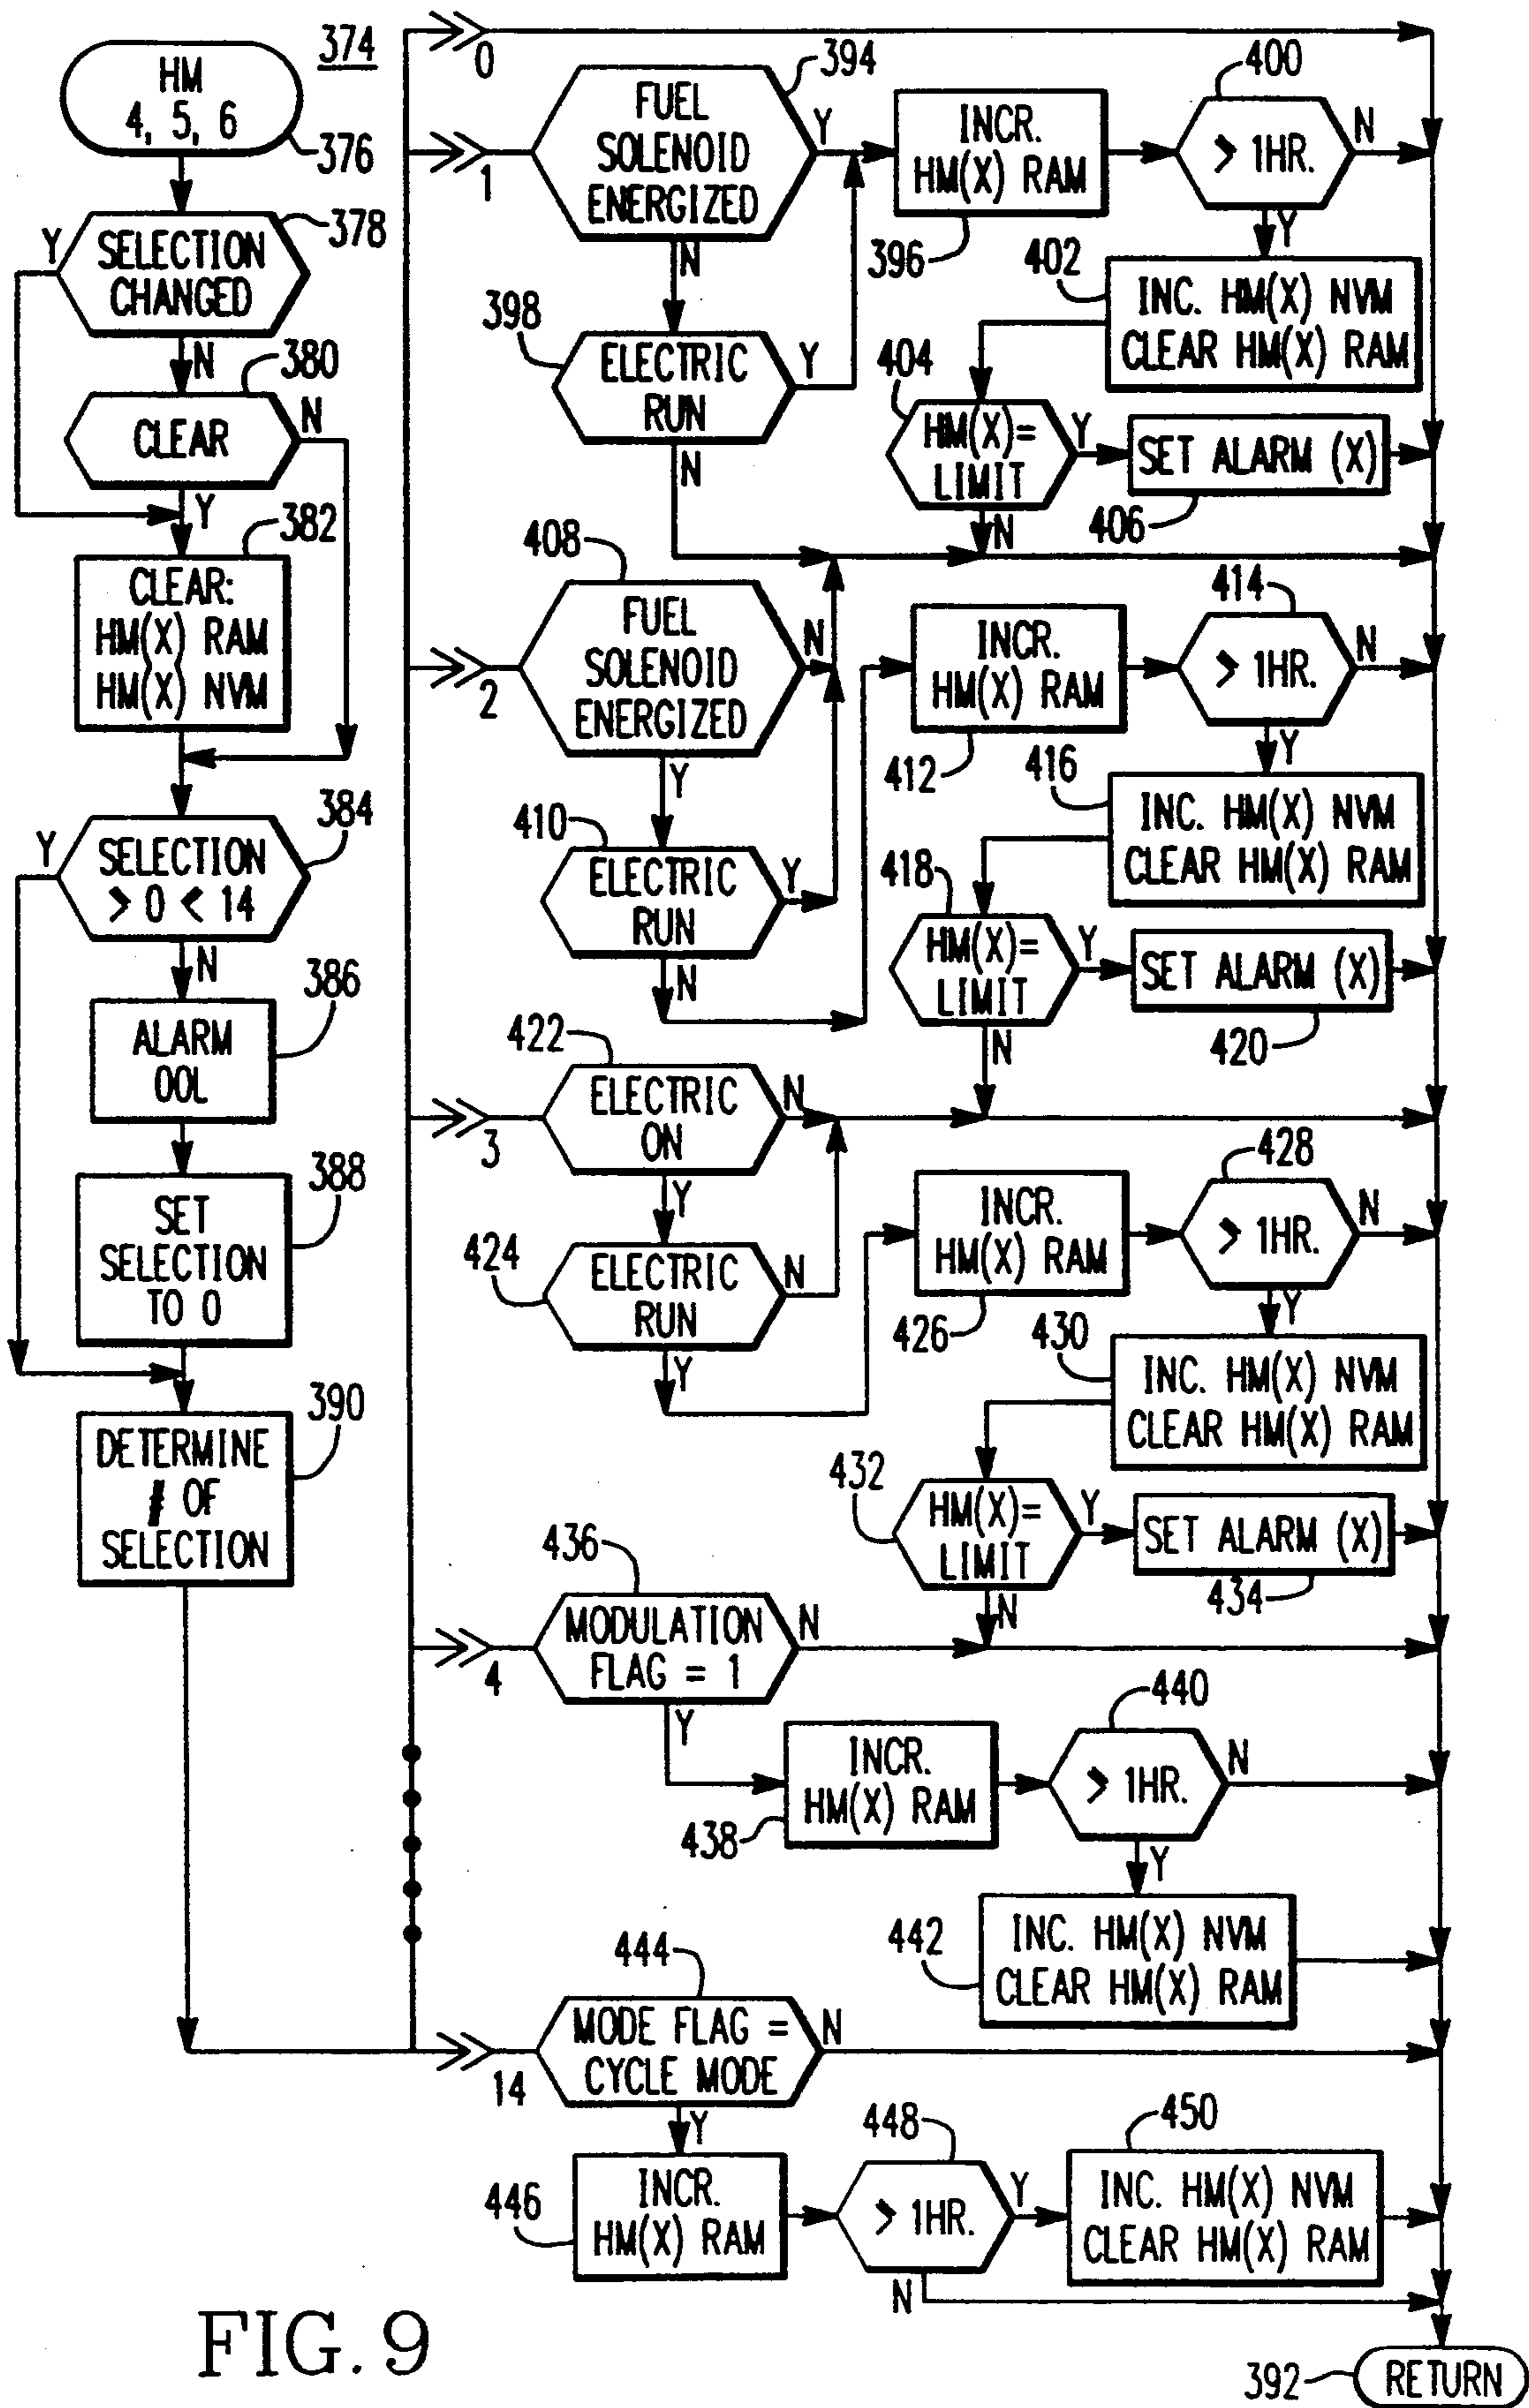 374
HM
4, 5, 6
376
SELECTION
CHANGED
378
Y
N
380
CLEAR
N
Y
382
CLEAR:
HM(X) RAM
HM(X) NVM
384
SELECTION
> 0 < 14
Y
N
386
ALARM
OOL
388
SET
SELECTION
TO 0
390
DETERMINE
# OF
SELECTION
0
1
394
FUEL
SOLENOID
ENERGIZED
Y
N
INCR.
HM(X) RAM
396
400
> 1HR.
N
Y
398
ELECTRIC
RUN
Y
N
402
INC. HM(X) NVM
CLEAR HM(X) RAM
404
HM(X)=
LIMIT
Y
N
SET ALARM (X)
406
2
408
FUEL
SOLENOID
ENERGIZED
N
Y
410
ELECTRIC
RUN
Y
N
INCR.
HM(X) RAM
412
414
> 1HR.
N
Y
416
INC. HM(X) NVM
CLEAR HM(X) RAM
418
HM(X)=
LIMIT
Y
N
SET ALARM (X)
420
3
422
ELECTRIC
ON
N
Y
424
ELECTRIC
RUN
N
Y
INCR.
HM(X) RAM
426
428
> 1HR.
N
Y
430
INC. HM(X) NVM
CLEAR HM(X) RAM
432
HM(X)=
LIMIT
Y
N
SET ALARM (X)
434
4
436
MODULATION
FLAG = 1
N
Y
INCR.
HM(X) RAM
438
440
> 1HR.
N
Y
442
INC. HM(X) NVM
CLEAR HM(X) RAM
14
444
MODE FLAG =
CYCLE MODE
N
Y
446
INCR.
HM(X) RAM
448
> 1HR.
Y
N
450
INC. HM(X) NVM
CLEAR HM(X) RAM
392
RETURN
FIG. 9